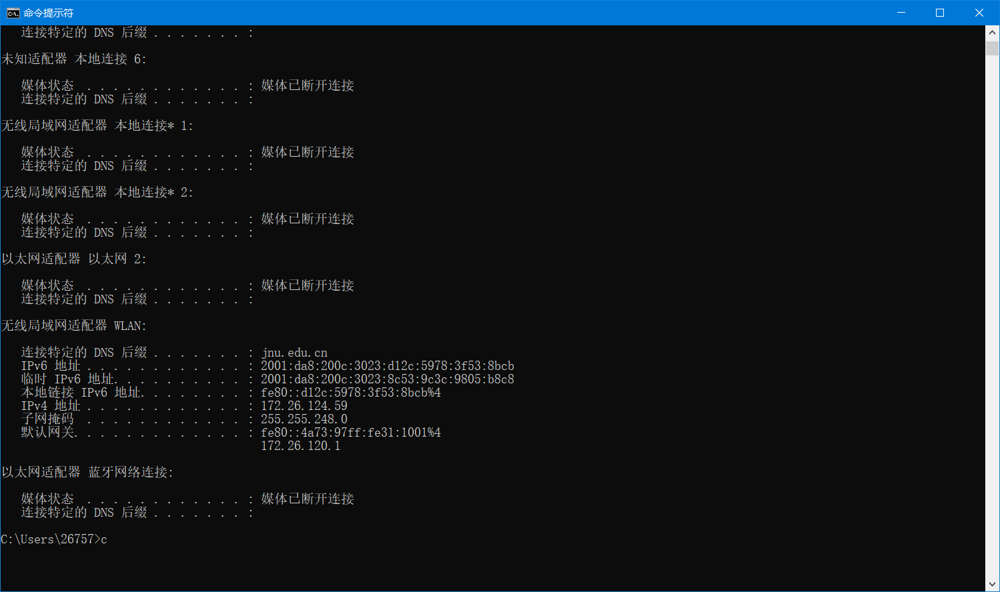 命令提示符
连接特定的 DNS 后缀 . . . . . . . :
未知适配器 本地连接 6:
媒体状态  . . . . . . . . . . . . : 媒体已断开连接
连接特定的 DNS 后缀 . . . . . . . :
无线局域网适配器 本地连接* 1:
媒体状态  . . . . . . . . . . . . : 媒体已断开连接
连接特定的 DNS 后缀 . . . . . . . :
无线局域网适配器 本地连接* 2:
媒体状态  . . . . . . . . . . . . : 媒体已断开连接
连接特定的 DNS 后缀 . . . . . . . :
以太网适配器 以太网 2:
媒体状态  . . . . . . . . . . . . : 媒体已断开连接
连接特定的 DNS 后缀 . . . . . . . :
无线局域网适配器 WLAN:
连接特定的 DNS 后缀 . . . . . . . : jnu.edu.cn
IPv6 地址 . . . . . . . . . . . . : 2001:da8:200c:3023:d12c:5978:3f53:8bcb
临时 IPv6 地址. . . . . . . . . . : 2001:da8:200c:3023:8c53:9c3c:9805:b8c8
本地链接 IPv6 地址. . . . . . . . : fe80::d12c:5978:3f53:8bcb%4
IPv4 地址 . . . . . . . . . . . . : 172.26.124.59
子网掩码  . . . . . . . . . . . . : 255.255.248.0
默认网关. . . . . . . . . . . . . : fe80::4a73:97ff:fe31:1001%4
172.26.120.1
以太网适配器 蓝牙网络连接:
媒体状态  . . . . . . . . . . . . : 媒体已断开连接
连接特定的 DNS 后缀 . . . . . . . :
C:\Users\26757>c